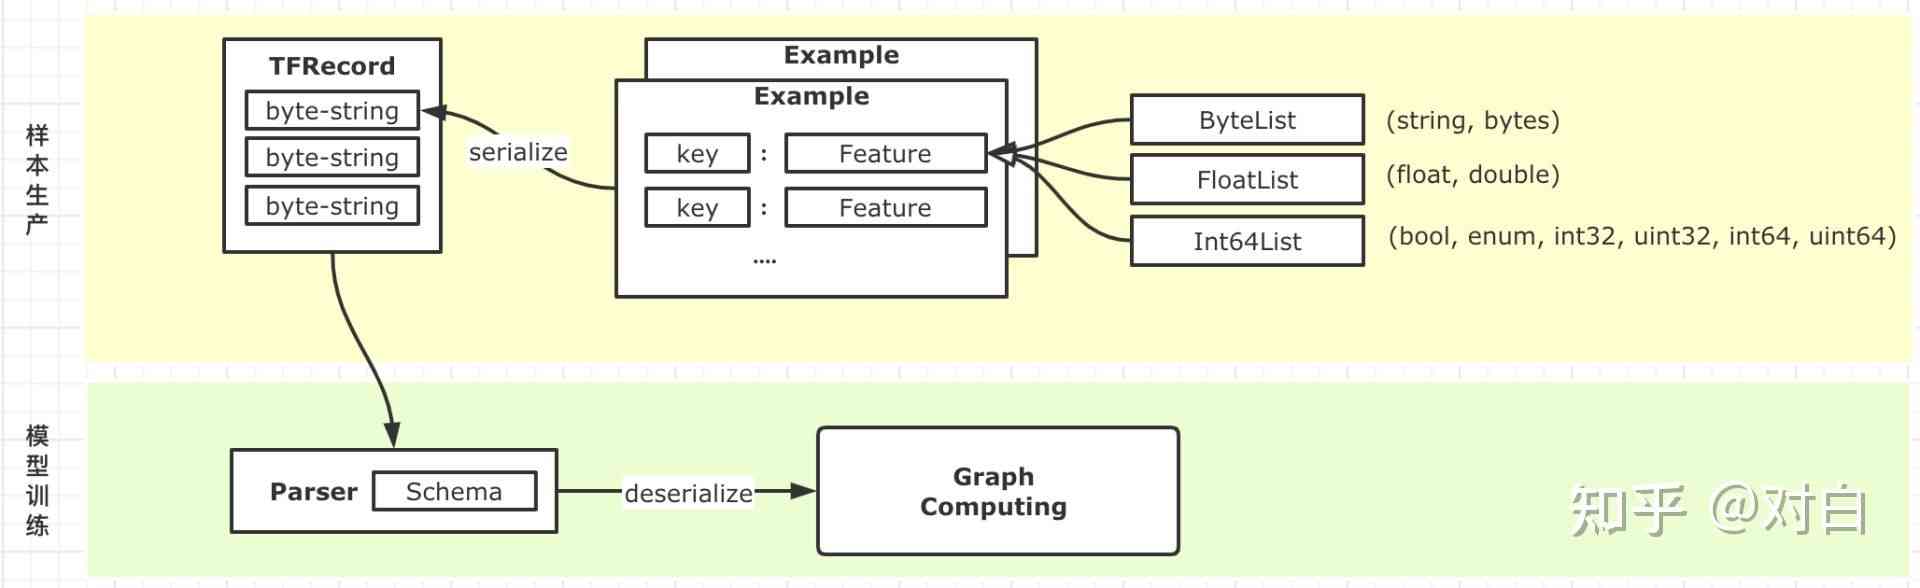 样本生产
TFRecord
byte-string
byte-string
byte-string
serialize
Example
Example
key : Feature
key : Feature
....
ByteList (string, bytes)
FloatList (float, double)
Int64List (bool, enum, int32, uint32, int64, uint64)
模型训练
Parser Schema
deserialize
Graph
Computing
知乎 @对白